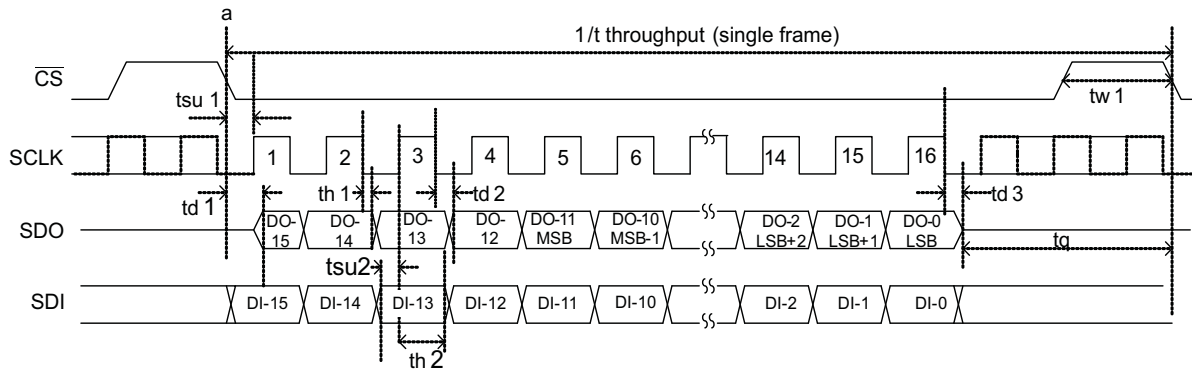 a
1/t throughput (single frame)
CS
tsu 1
tw 1
SCLK
1 2 3 4 5 6 14 15 16
td 1
th 1
td 2
td 3
SDO
DO-15 DO-14 DO-13 DO-12 DO-11 MSB DO-10 MSB-1 DO-2 LSB+2 DO-1 LSB+1 DO-0 LSB
tq
tsu2
SDI
DI-15 DI-14 DI-13 DI-12 DI-11 DI-10 DI-2 DI-1 DI-0
th 2